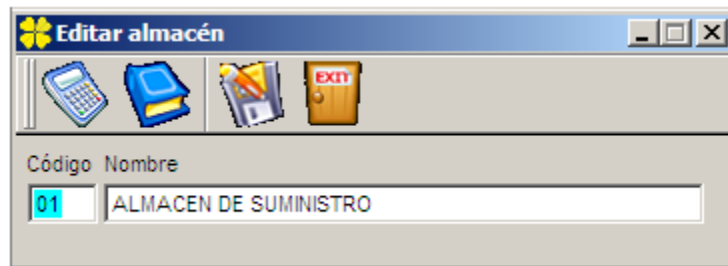 Editar almacén
EXIT
Código Nombre
01 ALMACEN DE SUMINISTRO